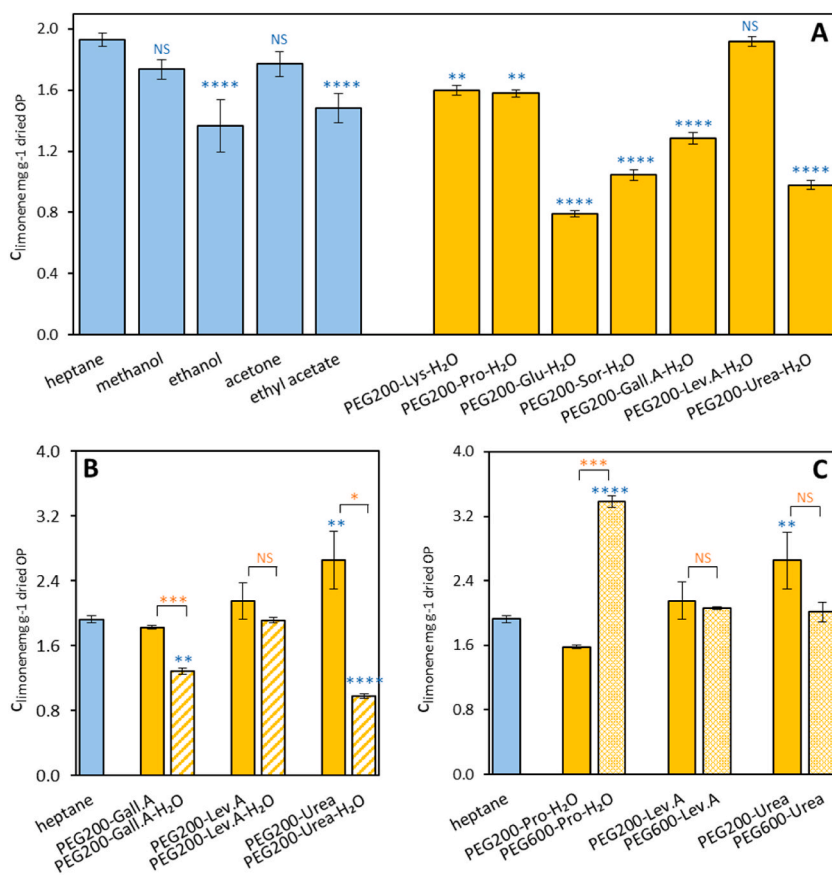 A
C limonene mg g-1 dried OP
2.0
1.6
1.2
0.8
0.4
0.0
NS
****
NS
****
**
**
****
****
****
NS
****
heptane
methanol
ethanol
acetone
ethyl acetate
PEG200-Lys-H₂O
PEG200-Pro-H₂O
PEG200-Glu-H₂O
PEG200-Sor-H₂O
PEG200-Gall.A-H₂O
PEG200-Lev.A-H₂O
PEG200-Urea-H₂O
B
C limonene mg g-1 dried OP
4.0
3.2
2.4
1.6
0.8
0.0
***
**
NS
**
*
****
heptane
PEG200-Gall.A
PEG200-Gall.A-H₂O
PEG200-Lev.A
PEG200-Lev.A-H₂O
PEG200-Urea
PEG200-Urea-H₂O
C
C limonene mg g-1 dried OP
4.0
3.2
2.4
1.6
0.8
0.0
***
****
NS
**
NS
heptane
PEG200-Pro-H₂O
PEG600-Pro-H₂O
PEG200-Lev.A
PEG600-Lev.A
PEG200-Urea
PEG600-Urea